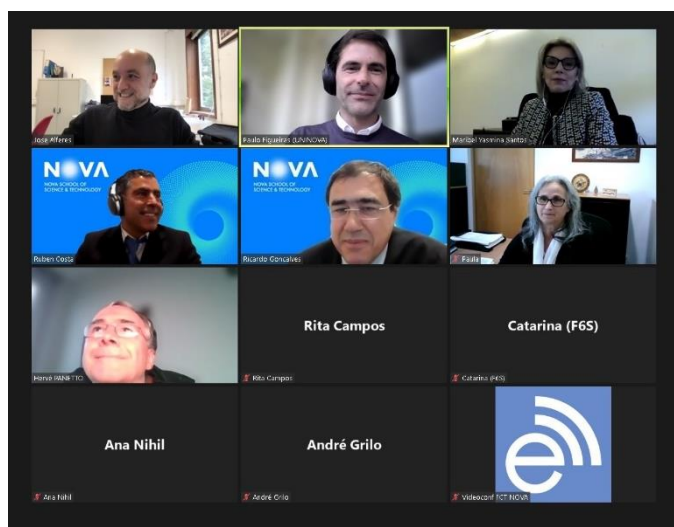 Jose Alferes
Paulo Figueiras (UNINOVA)
Maribel Yasmina Santos
NOVA
NOVA SCHOOL OF
SCIENCE & TECHNOLOGY
Ruben Costa
NOVA
NOVA SCHOOL OF
SCIENCE & TECHNOLOGY
Ricardo Goncalves
Paula
Hervé PANETTO
Rita Campos
Rita Campos
Catarina (F6S)
Catarina (F6S)
Ana Nihil
Ana Nihil
André Grilo
André Grilo
e
Videoconf FCT NOVA